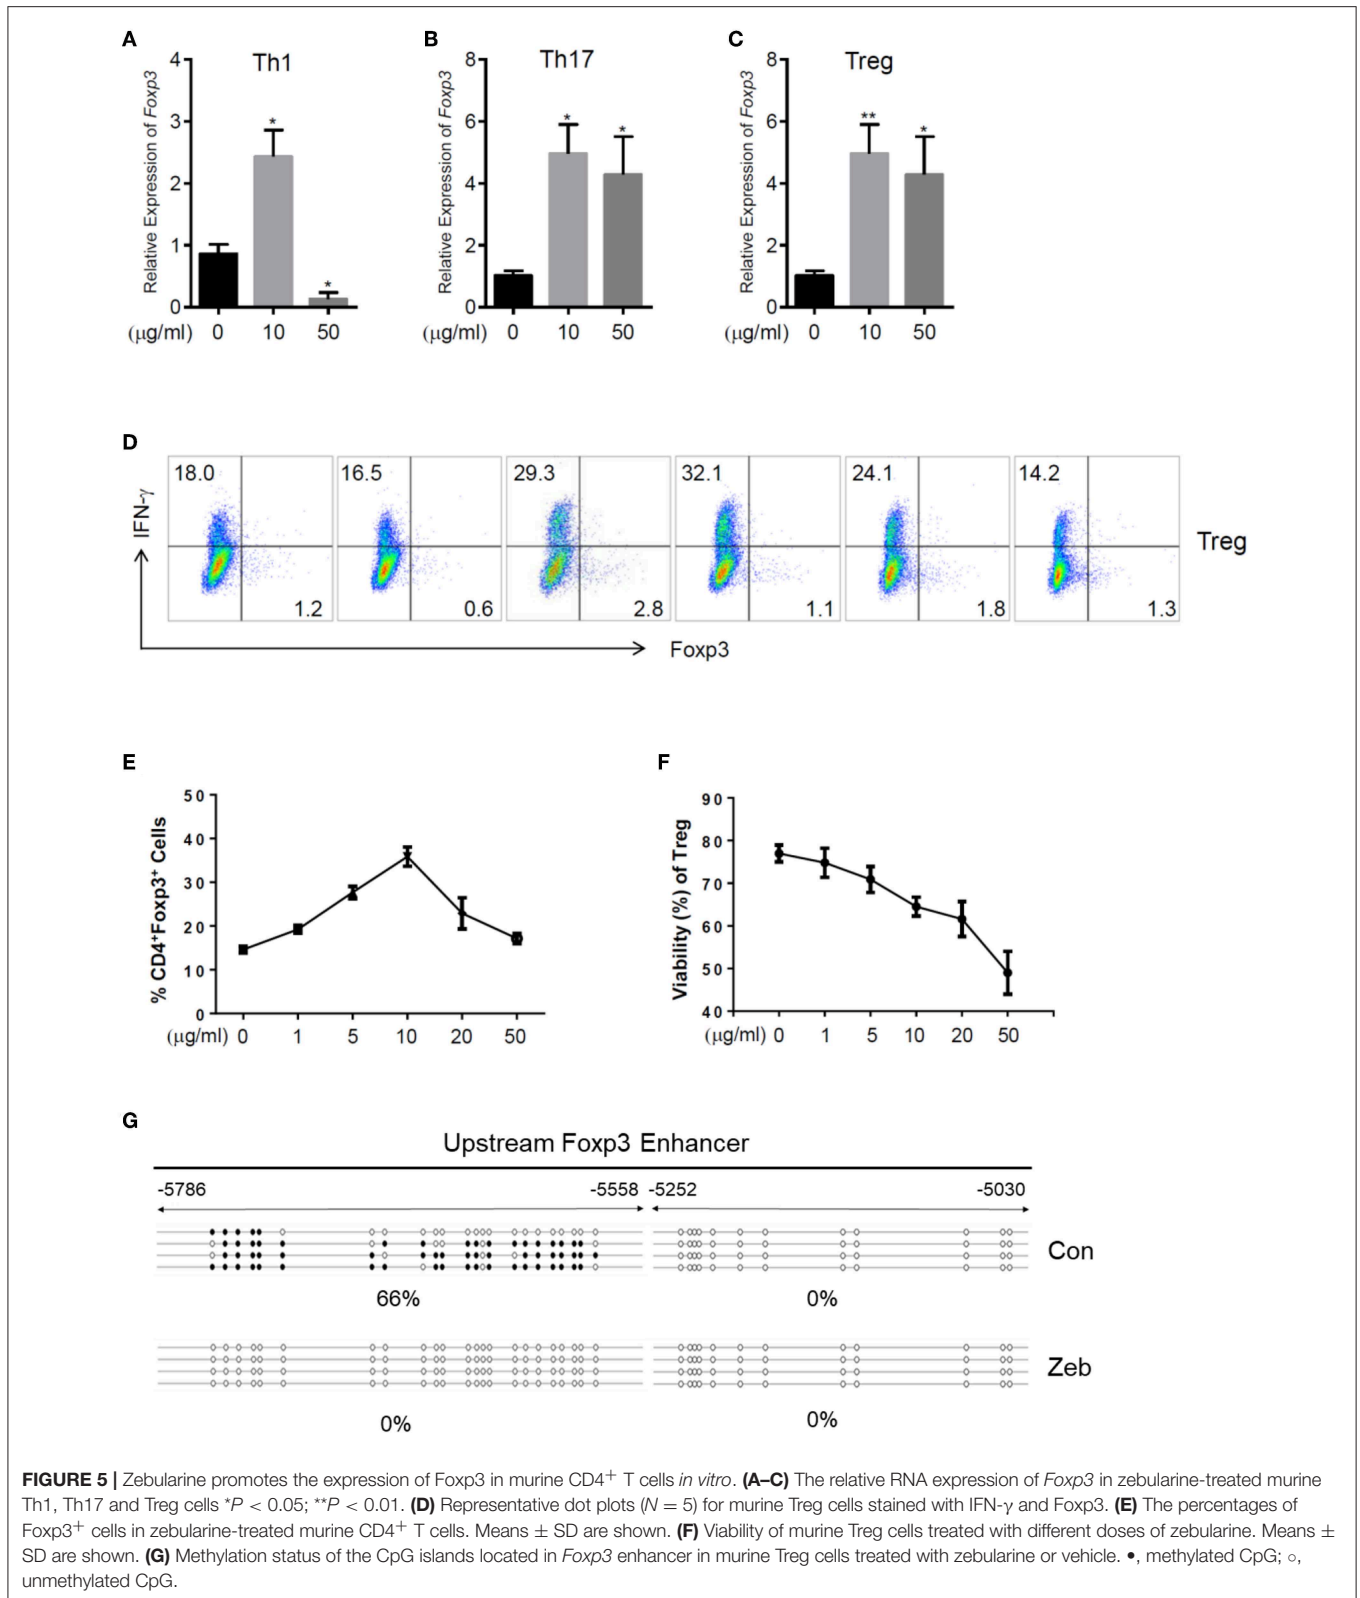 A
B
C
Th1
Th17
Treg
Relative Expression of Foxp3
4
3
2
1
0
(µg/ml) 0 10 50
*
*
Relative Expression of Foxp3
8
6
4
2
0
(µg/ml) 0 10 50
*
*
Relative Expression of Foxp3
8
6
4
2
0
(µg/ml) 0 10 50
**
*
D
IFN-γ
18.0 16.5 29.3 32.1 24.1 14.2
1.2 0.6 2.8 1.1 1.8 1.3
Treg
Foxp3
E
% CD4⁺Foxp3⁺ Cells
50
40
30
20
10
0
(µg/ml) 0 1 5 10 20 50
F
Viability (%) of Treg
90
80
70
60
50
40
(µg/ml) 0 1 5 10 20 50
G
Upstream Foxp3 Enhancer
-5786 -5558 -5252 -5030
Con
66% 0%
Zeb
0% 0%
FIGURE 5 | Zebularine promotes the expression of Foxp3 in murine CD4⁺ T cells in vitro. (A–C) The relative RNA expression of Foxp3 in zebularine-treated murine
Th1, Th17 and Treg cells *P < 0.05; **P < 0.01. (D) Representative dot plots (N = 5) for murine Treg cells stained with IFN-γ and Foxp3. (E) The percentages of
Foxp3⁺ cells in zebularine-treated murine CD4⁺ T cells. Means ± SD are shown. (F) Viability of murine Treg cells treated with different doses of zebularine. Means ±
SD are shown. (G) Methylation status of the CpG islands located in Foxp3 enhancer in murine Treg cells treated with zebularine or vehicle. •, methylated CpG; ○,
unmethylated CpG.